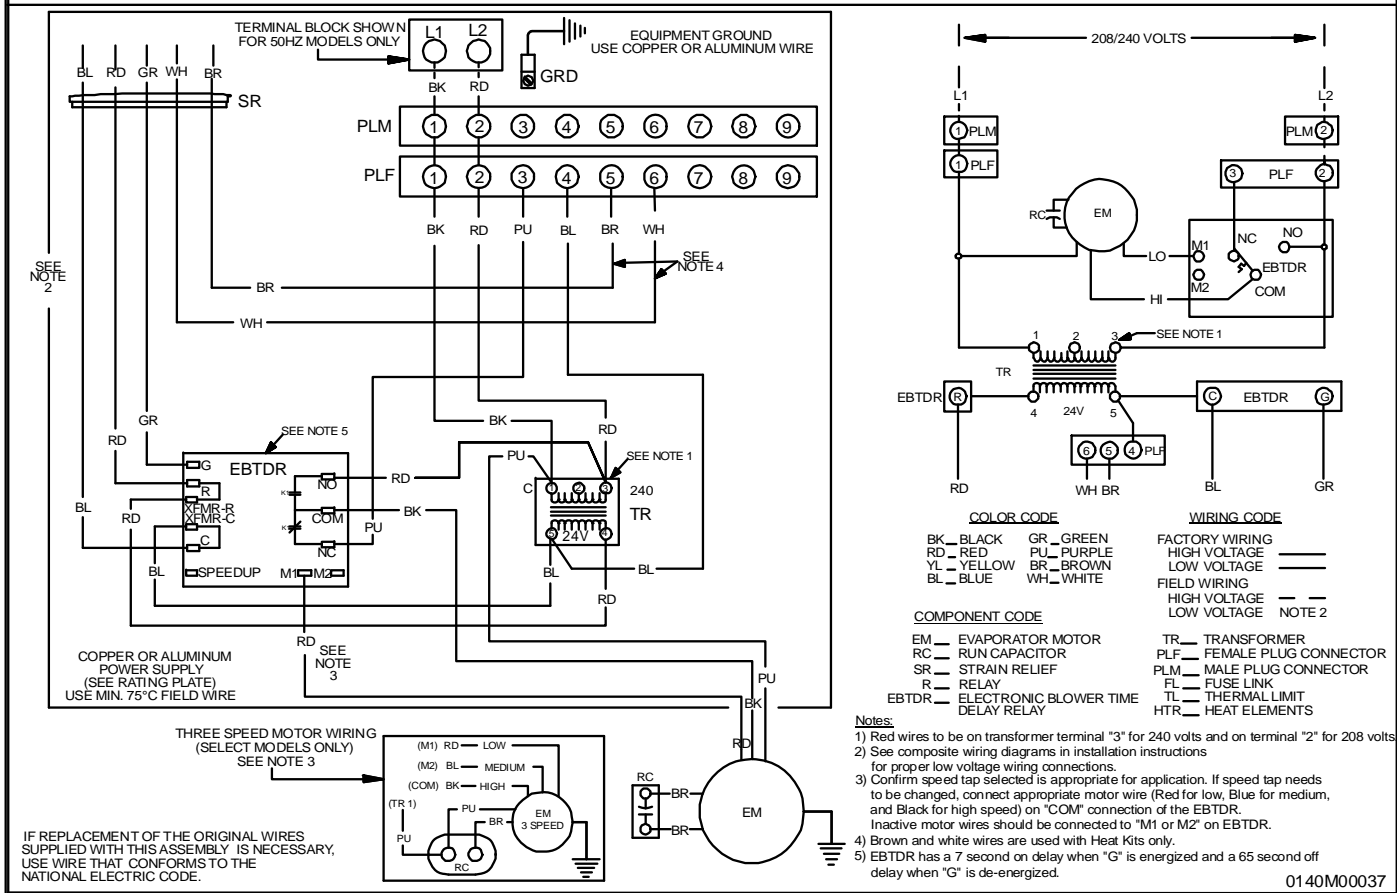 TERMINAL BLOCK SHOWN
FOR 50HZ MODELS ONLY
L1
L2
EQUIPMENT GROUND
USE COPPER OR ALUMINUM WIRE
GRD
BK
RD
BL
RD
GR
WH
BR
SR
PLM
1
2
3
4
5
6
7
8
9
PLF
1
2
3
4
5
6
7
8
9
BK
RD
PU
BL
BR
WH
SEE
NOTE
2
SEE
NOTE 4
BR
WH
GR
RD
BK
RD
SEE NOTE 5
PU
SEE NOTE 1
EBTDR
G
R
XFMR-R
XFMR-C
C
SPEEDUP
M1
M2
NO
COM
NC
K1
K1
RD
BK
PU
BL
RD
BL
C
1
2
3
240
TR
5
24V
4
BL
BL
RD
RD
SEE
NOTE
3
COPPER OR ALUMINUM
POWER SUPPLY
(SEE RATING PLATE)
USE MIN. 75°C FIELD WIRE
PU
BK
RD
THREE SPEED MOTOR WIRING
(SELECT MODELS ONLY)
SEE NOTE 3
(M1) RD LOW
(M2) BL MEDIUM
(COM) BK HIGH
(TR 1)
PU
PU
BR
EM
3 SPEED
RC
RC
BR
BR
EM
IF REPLACEMENT OF THE ORIGINAL WIRES
SUPPLIED WITH THIS ASSEMBLY IS NECESSARY,
USE WIRE THAT CONFORMS TO THE
NATIONAL ELECTRIC CODE.
208/240 VOLTS
L1
L2
1 PLM
PLM 2
1 PLF
3 PLF 2
RC
EM
M1
M2
NC
NO
EBTDR
COM
LO
HI
1
2
3
SEE NOTE 1
TR
4
24V
5
EBTDR R
C EBTDR G
6 5 4 PLF
RD
WH BR
BL
GR
COLOR CODE
BK BLACK
RD RED
YL YELLOW
BL BLUE
GR GREEN
PU PURPLE
BR BROWN
WH WHITE
WIRING CODE
FACTORY WIRING
HIGH VOLTAGE
LOW VOLTAGE
FIELD WIRING
HIGH VOLTAGE
LOW VOLTAGE NOTE 2
COMPONENT CODE
EM EVAPORATOR MOTOR
RC RUN CAPACITOR
SR STRAIN RELIEF
R RELAY
EBTDR ELECTRONIC BLOWER TIME
DELAY RELAY
TR TRANSFORMER
PLF FEMALE PLUG CONNECTOR
PLM MALE PLUG CONNECTOR
FL FUSE LINK
TL THERMAL LIMIT
HTR HEAT ELEMENTS
Notes:
1) Red wires to be on transformer terminal "3" for 240 volts and on terminal "2" for 208 volts
2) See composite wiring diagrams in installation instructions
for proper low voltage wiring connections.
3) Confirm speed tap selected is appropriate for application. If speed tap needs
to be changed, connect appropriate motor wire (Red for low, Blue for medium,
and Black for high speed) on "COM" connection of the EBTDR.
Inactive motor wires should be connected to "M1 or M2" on EBTDR.
4) Brown and white wires are used with Heat Kits only.
5) EBTDR has a 7 second on delay when "G" is energized and a 65 second off
delay when "G" is de-energized.
0140M00037